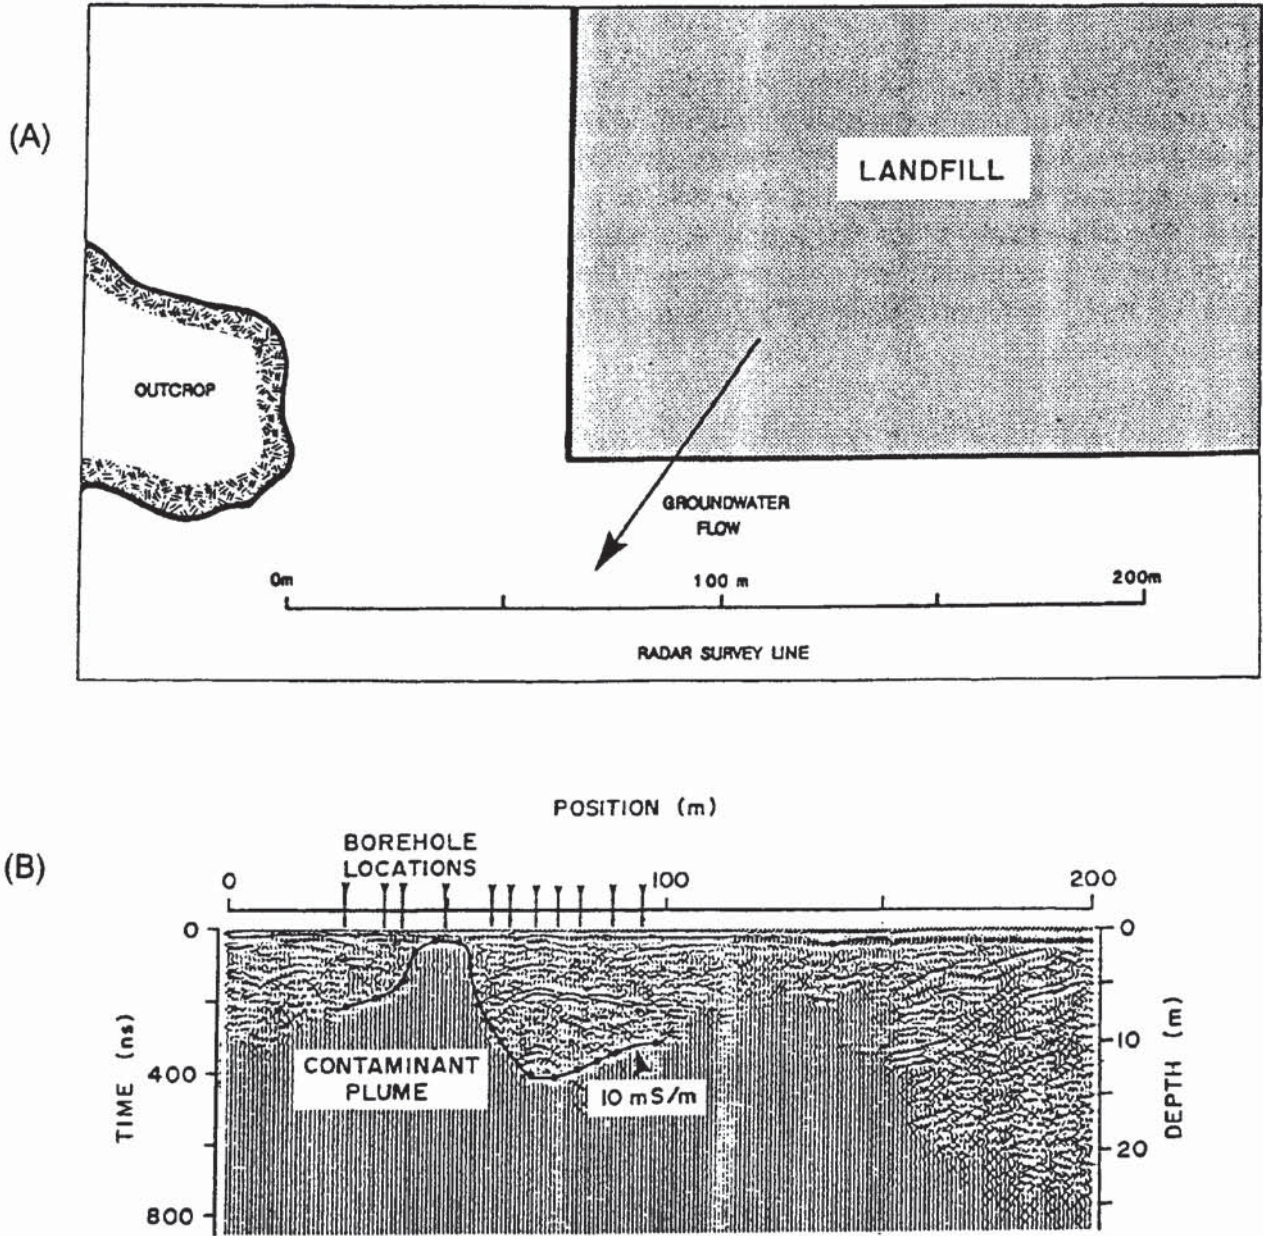 (A)
LANDFILL
OUTCROP
GROUNDWATER
FLOW
0m 100 m 200m
RADAR SURVEY LINE
POSITION (m)
(B)
BOREHOLE
LOCATIONS
0 100 200
0
200
400
800
TIME (ns)
CONTAMINANT
PLUME
10 mS/m
0
10
20
DEPTH (m)